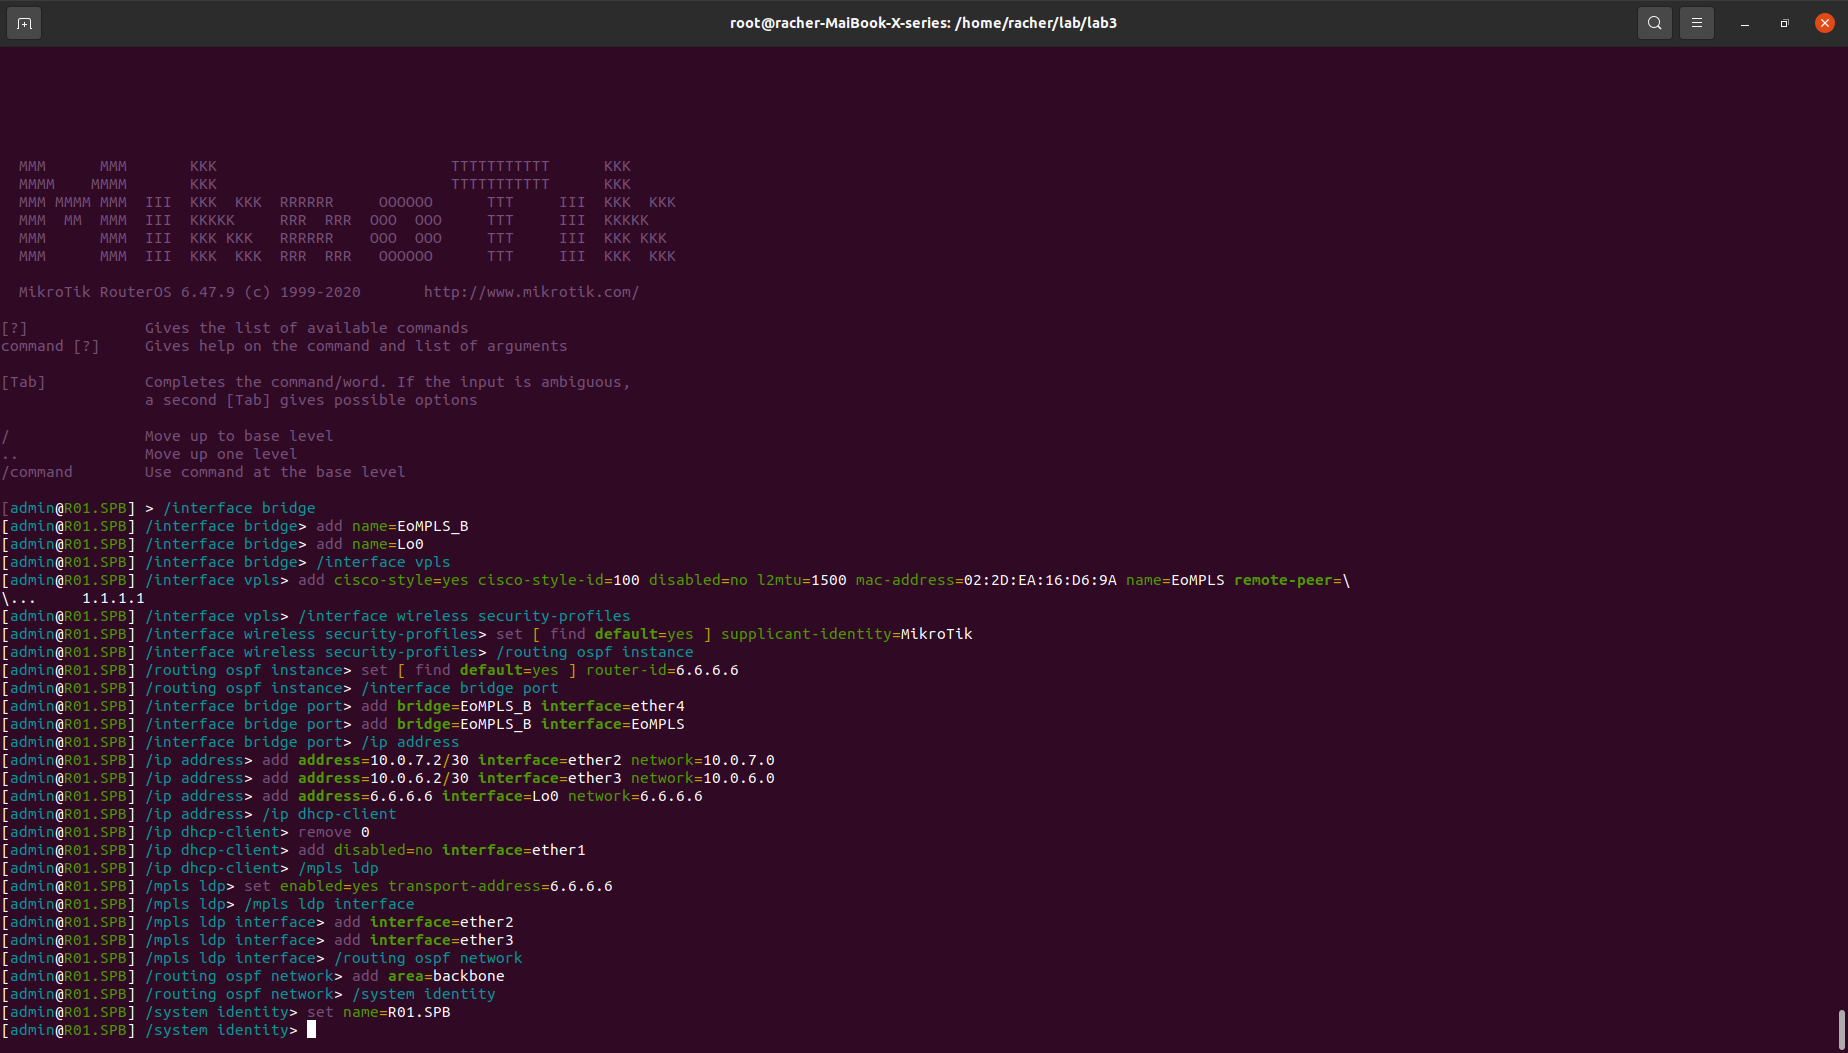 root@racher-MaiBook-X-series: /home/racher/lab/lab3
  MMM      MMM       KKK                          TTTTTTTTTTT      KKK
  MMMM    MMMM       KKK                          TTTTTTTTTTT      KKK
  MMM MMMM MMM  III  KKK  KKK  RRRRRR     OOOOOO      TTT     III  KKK  KKK
  MMM  MM  MMM  III  KKKKK     RRR  RRR  OOO  OOO     TTT     III  KKKKK
  MMM      MMM  III  KKK KKK   RRRRRR    OOO  OOO     TTT     III  KKK KKK
  MMM      MMM  III  KKK  KKK  RRR  RRR   OOOOOO      TTT     III  KKK  KKK
  MikroTik RouterOS 6.47.9 (c) 1999-2020       http://www.mikrotik.com/
[?]             Gives the list of available commands
command [?]     Gives help on the command and list of arguments
[Tab]           Completes the command/word. If the input is ambiguous,
                a second [Tab] gives possible options
/               Move up to base level
..              Move up one level
/command        Use command at the base level
[admin@R01.SPB] > /interface bridge
[admin@R01.SPB] /interface bridge> add name=EoMPLS_B
[admin@R01.SPB] /interface bridge> add name=Lo0
[admin@R01.SPB] /interface bridge> /interface vpls
[admin@R01.SPB] /interface vpls> add cisco-style=yes cisco-style-id=100 disabled=no l2mtu=1500 mac-address=02:2D:EA:16:D6:9A name=EoMPLS remote-peer=\
\...     1.1.1.1
[admin@R01.SPB] /interface vpls> /interface wireless security-profiles
[admin@R01.SPB] /interface wireless security-profiles> set [ find default=yes ] supplicant-identity=MikroTik
[admin@R01.SPB] /interface wireless security-profiles> /routing ospf instance
[admin@R01.SPB] /routing ospf instance> set [ find default=yes ] router-id=6.6.6.6
[admin@R01.SPB] /routing ospf instance> /interface bridge port
[admin@R01.SPB] /interface bridge port> add bridge=EoMPLS_B interface=ether4
[admin@R01.SPB] /interface bridge port> add bridge=EoMPLS_B interface=EoMPLS
[admin@R01.SPB] /interface bridge port> /ip address
[admin@R01.SPB] /ip address> add address=10.0.7.2/30 interface=ether2 network=10.0.7.0
[admin@R01.SPB] /ip address> add address=10.0.6.2/30 interface=ether3 network=10.0.6.0
[admin@R01.SPB] /ip address> add address=6.6.6.6 interface=Lo0 network=6.6.6.6
[admin@R01.SPB] /ip address> /ip dhcp-client
[admin@R01.SPB] /ip dhcp-client> remove 0
[admin@R01.SPB] /ip dhcp-client> add disabled=no interface=ether1
[admin@R01.SPB] /ip dhcp-client> /mpls ldp
[admin@R01.SPB] /mpls ldp> set enabled=yes transport-address=6.6.6.6
[admin@R01.SPB] /mpls ldp> /mpls ldp interface
[admin@R01.SPB] /mpls ldp interface> add interface=ether2
[admin@R01.SPB] /mpls ldp interface> add interface=ether3
[admin@R01.SPB] /mpls ldp interface> /routing ospf network
[admin@R01.SPB] /routing ospf network> add area=backbone
[admin@R01.SPB] /routing ospf network> /system identity
[admin@R01.SPB] /system identity> set name=R01.SPB
[admin@R01.SPB] /system identity>